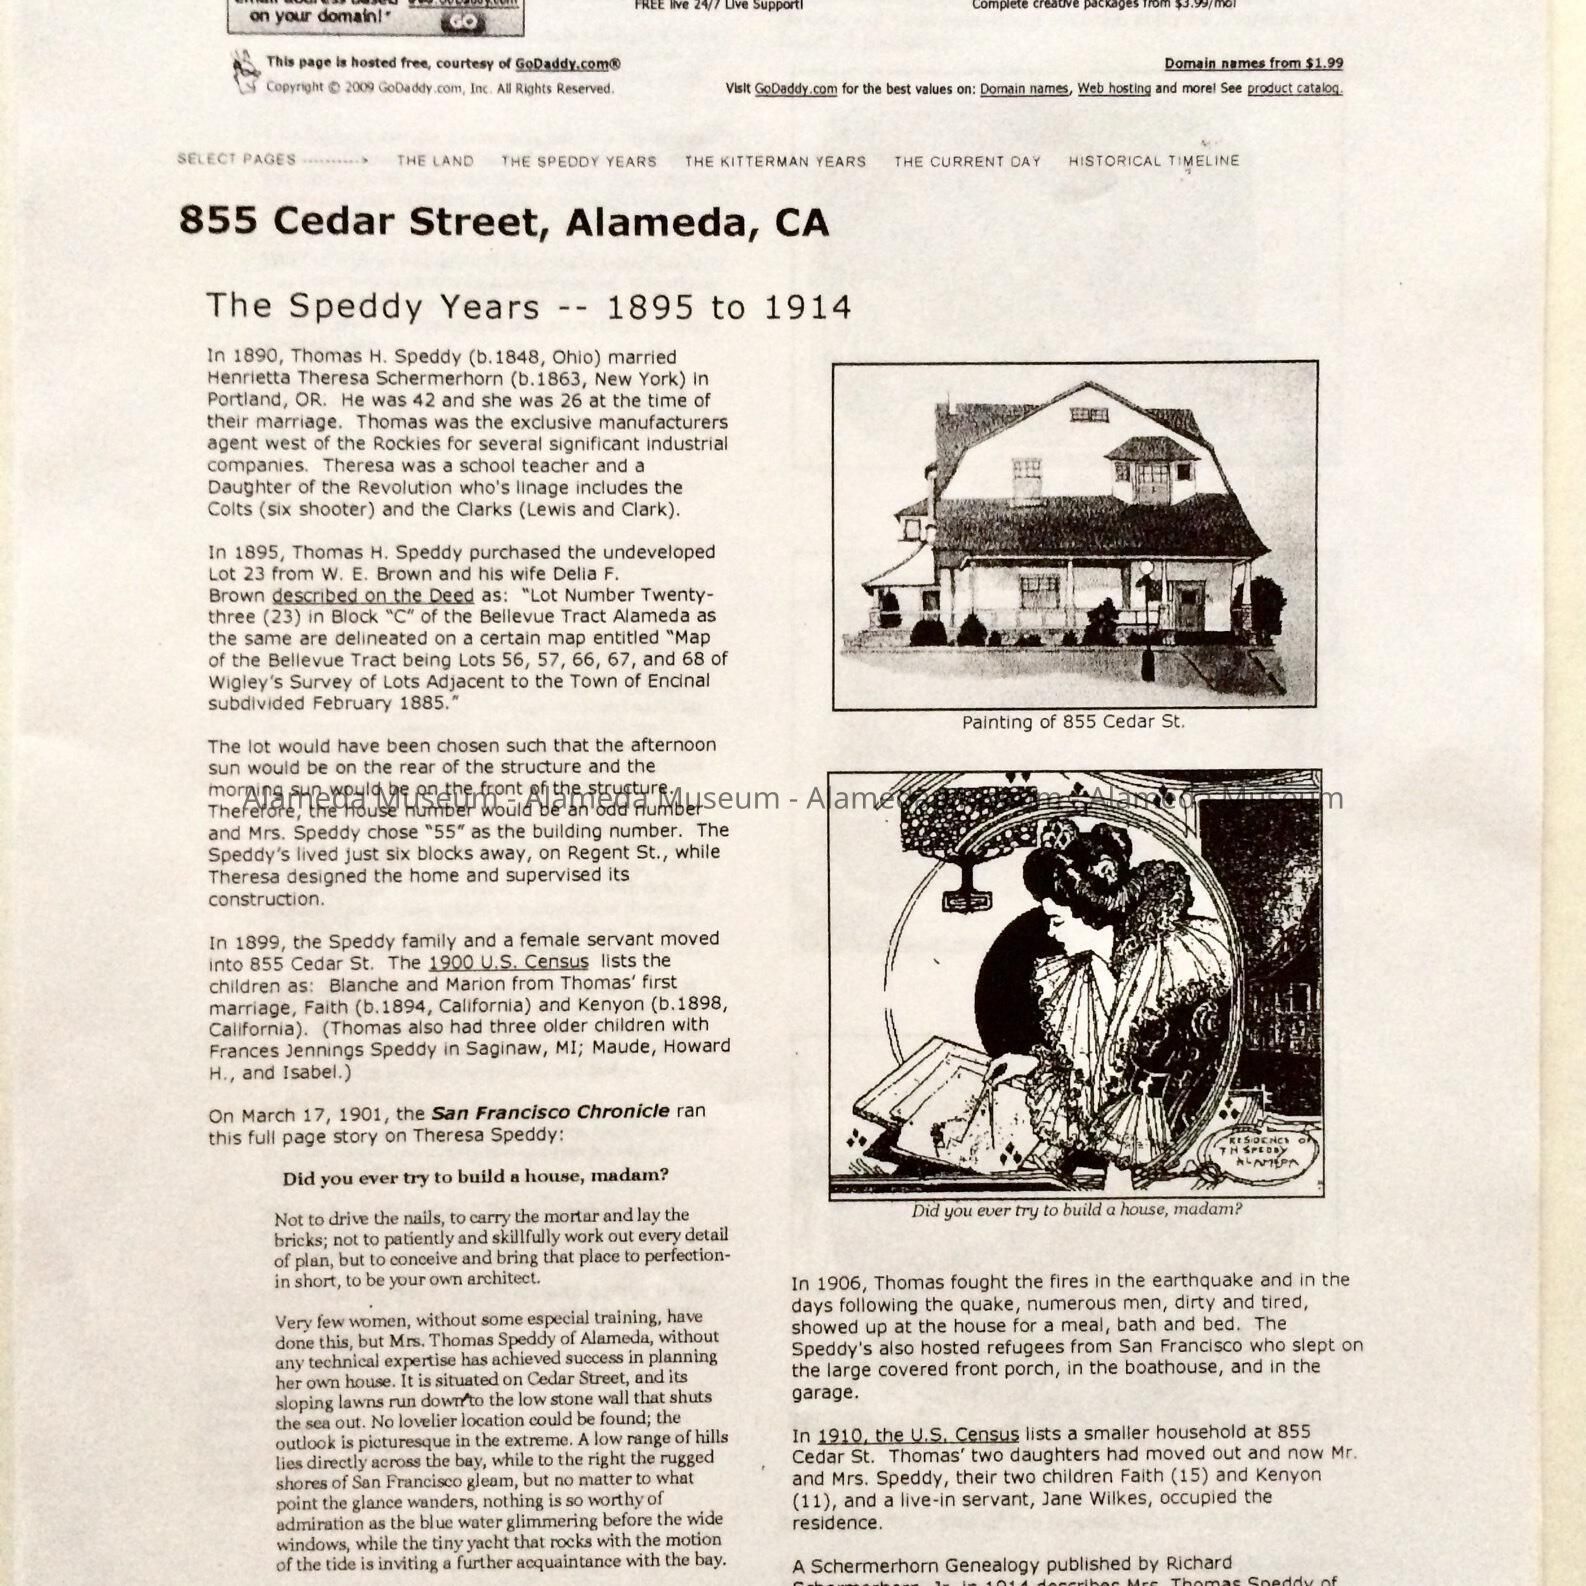 on your domain!*
GO
FREE live 24/7 Live Support!
Complete creative packages from $3.99/mo!
This page is hosted free, courtesy of GoDaddy.com®
Copyright © 2009 GoDaddy.com, Inc. All Rights Reserved.
Domain names from $1.99
Visit GoDaddy.com for the best values on: Domain names, Web hosting and more! See product catalog.
SELECT PAGES ----------> THE LAND THE SPEDDY YEARS THE KITTERMAN YEARS THE CURRENT DAY HISTORICAL TIMELINE
855 Cedar Street, Alameda, CA
The Speddy Years -- 1895 to 1914
In 1890, Thomas H. Speddy (b.1848, Ohio) married
Henrietta Theresa Schermerhorn (b.1863, New York) in
Portland, OR. He was 42 and she was 26 at the time of
their marriage. Thomas was the exclusive manufacturers
agent west of the Rockies for several significant industrial
companies. Theresa was a school teacher and a
Daughter of the Revolution who's linage includes the
Colts (six shooter) and the Clarks (Lewis and Clark).
In 1895, Thomas H. Speddy purchased the undeveloped
Lot 23 from W. E. Brown and his wife Delia F.
Brown described on the Deed as: "Lot Number Twenty-
three (23) in Block "C" of the Bellevue Tract Alameda as
the same are delineated on a certain map entitled "Map
of the Bellevue Tract being Lots 56, 57, 66, 67, and 68 of
Wigley's Survey of Lots Adjacent to the Town of Encinal
subdivided February 1885."
The lot would have been chosen such that the afternoon
sun would be on the rear of the structure and the
morning sun would be on the front of the structure.
Therefore, the house number would be an odd number
and Mrs. Speddy chose "55" as the building number. The
Speddy's lived just six blocks away, on Regent St., while
Theresa designed the home and supervised its
construction.
In 1899, the Speddy family and a female servant moved
into 855 Cedar St. The 1900 U.S. Census lists the
children as: Blanche and Marion from Thomas' first
marriage, Faith (b.1894, California) and Kenyon (b.1898,
California). (Thomas also had three older children with
Frances Jennings Speddy in Saginaw, MI; Maude, Howard
H., and Isabel.)
On March 17, 1901, the San Francisco Chronicle ran
this full page story on Theresa Speddy:
Did you ever try to build a house, madam?
Not to drive the nails, to carry the mortar and lay the
bricks; not to patiently and skillfully work out every detail
of plan, but to conceive and bring that place to perfection-
in short, to be your own architect.
Very few women, without some especial training, have
done this, but Mrs. Thomas Speddy of Alameda, without
any technical expertise has achieved success in planning
her own house. It is situated on Cedar Street, and its
sloping lawns run down to the low stone wall that shuts
the sea out. No lovelier location could be found; the
outlook is picturesque in the extreme. A low range of hills
lies directly across the bay, while to the right the rugged
shores of San Francisco gleam, but no matter to what
point the glance wanders, nothing is so worthy of
admiration as the blue water glimmering before the wide
windows, while the tiny yacht that rocks with the motion
of the tide is inviting a further acquaintance with the bay.
Painting of 855 Cedar St.
Alameda Museum - Alameda Museum - Alameda Museum - Alameda Museum
RESIDENCE OF
T H SPEDDY
ALAMEDA
Did you ever try to build a house, madam?
In 1906, Thomas fought the fires in the earthquake and in the
days following the quake, numerous men, dirty and tired,
showed up at the house for a meal, bath and bed. The
Speddy's also hosted refugees from San Francisco who slept on
the large covered front porch, in the boathouse, and in the
garage.
In 1910, the U.S. Census lists a smaller household at 855
Cedar St. Thomas' two daughters had moved out and now Mr.
and Mrs. Speddy, their two children Faith (15) and Kenyon
(11), and a live-in servant, Jane Wilkes, occupied the
residence.
A Schermerhorn Genealogy published by Richard
Schermerhorn, Jr. in 1914 describes Mrs. Thomas Speddy of